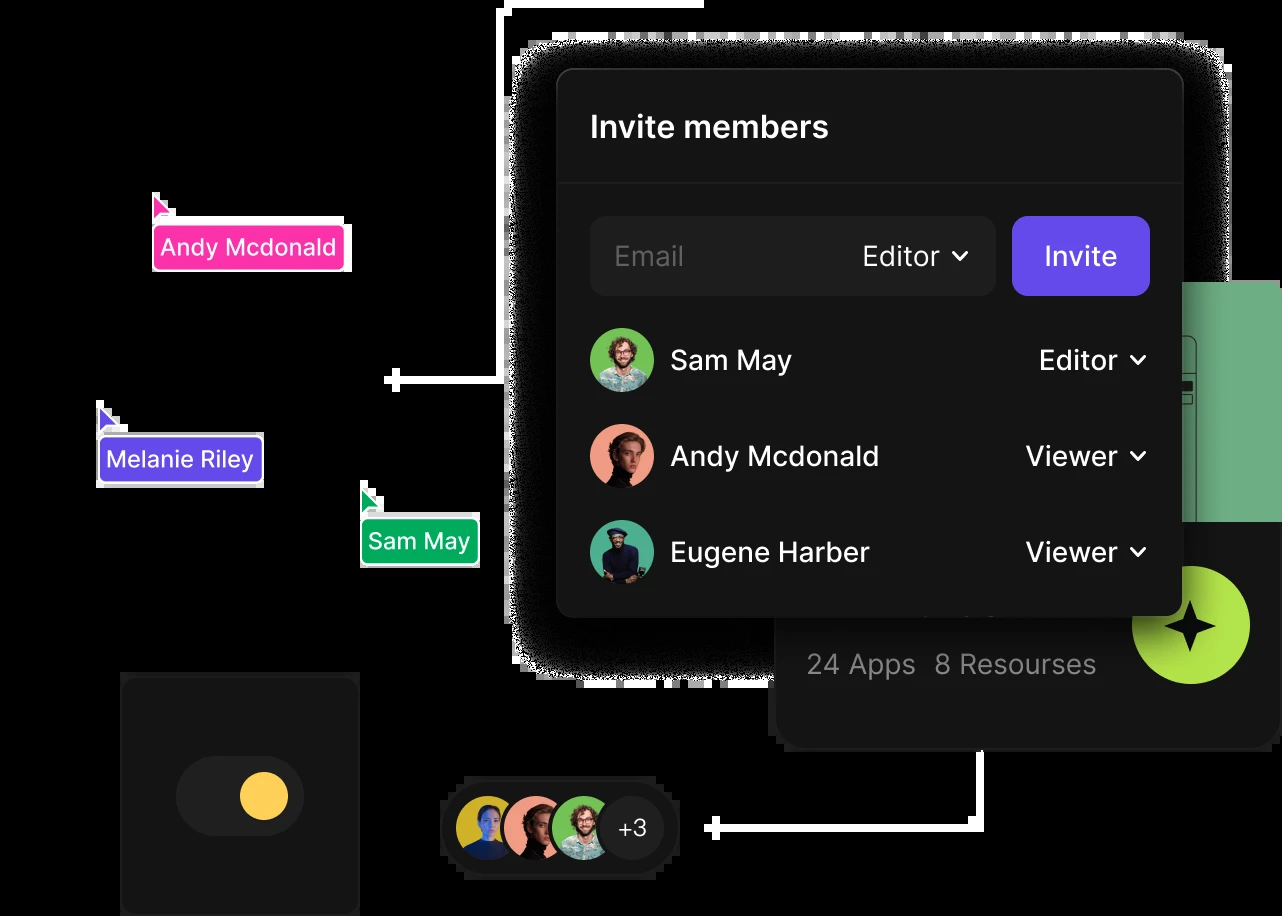 Invite members
Andy Mcdonald
Email Editor Invite
Sam May Editor
Andy Mcdonald Viewer
Melanie Riley
Sam May
Eugene Harber Viewer
24 Apps 8 Resourses
+3